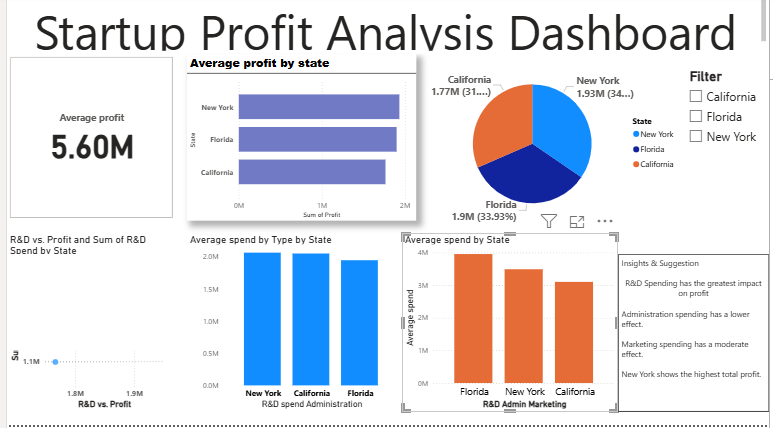 Startup Profit Analysis Dashboard
Average profit
5.60M
Average profit by state
New York
Florida
California
State
0M
1M
2M
Sum of Profit
California
1.77M (31....)
New York
1.93M (34...)
Florida
1.9M (33.93%)
State
New York
Florida
California
Filter
California
Florida
New York
R&D vs. Profit and Sum of R&D
Spend by State
Su
1.1M
1.8M
1.9M
R&D vs. Profit
Average spend by Type by State
2.0M
1.5M
1.0M
0.5M
0.0M
New York
California
Florida
R&D spend Administration
Average spend by State
Average spend
4M
3M
2M
1M
0M
Florida
New York
California
R&D Admin Marketing
Insights & Suggestion
R&D Spending has the greatest impact
on profit
Administration spending has a lower
effect.
Marketing spending has a moderate
effect.
New York shows the highest total profit.